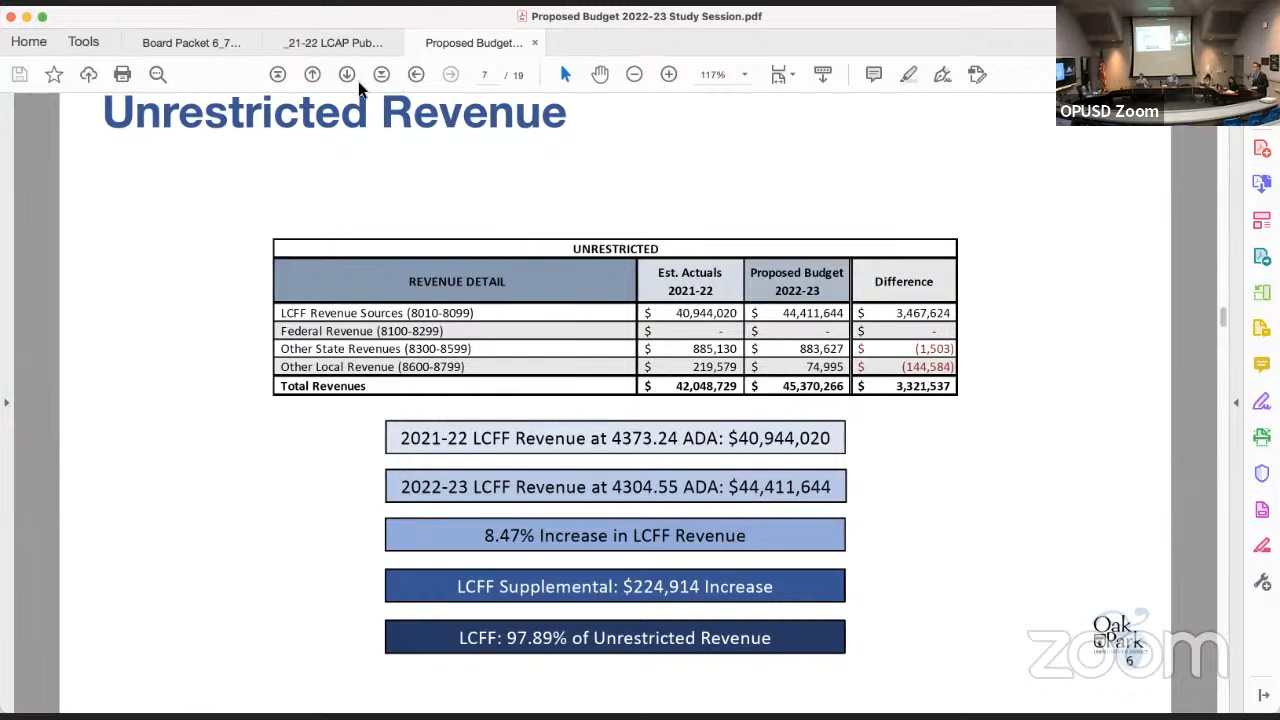 Proposed Budget 2022-23 Study Session.pdf
Home Tools Board Packet 6_7... _21-22 LCAP Pub... Proposed Budget... ×
7 / 19 117%
OPUSD Zoom
Unrestricted Revenue
UNRESTRICTED
REVENUE DETAIL Est. Actuals 2021-22 Proposed Budget 2022-23 Difference
LCFF Revenue Sources (8010-8099) $ 40,944,020 $ 44,411,644 $ 3,467,624
Federal Revenue (8100-8299) $ - $ - $ -
Other State Revenues (8300-8599) $ 885,130 $ 883,627 $ (1,503)
Other Local Revenue (8600-8799) $ 219,579 $ 74,995 $ (144,584)
Total Revenues $ 42,048,729 $ 45,370,266 $ 3,321,537
2021-22 LCFF Revenue at 4373.24 ADA: $40,944,020
2022-23 LCFF Revenue at 4304.55 ADA: $44,411,644
8.47% Increase in LCFF Revenue
LCFF Supplemental: $224,914 Increase
LCFF: 97.89% of Unrestricted Revenue
Oak
Park
6
zoom